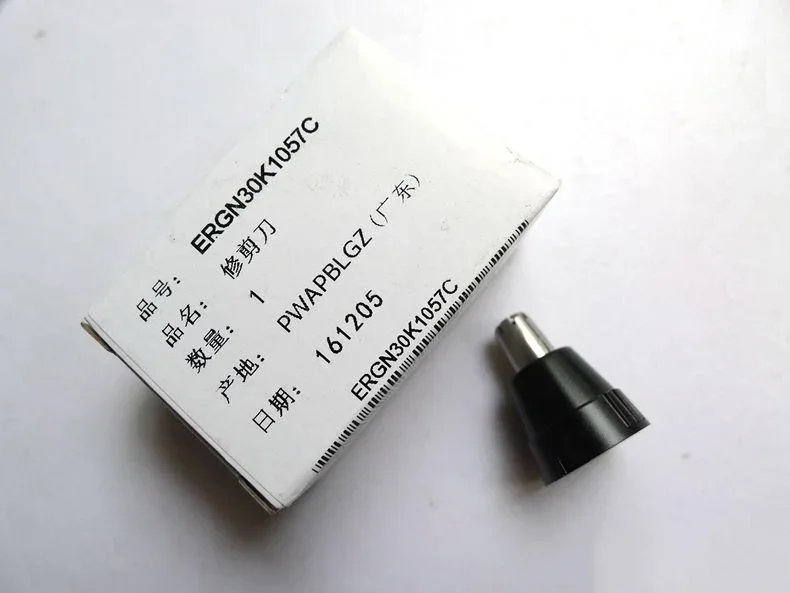 品号: ERGN30K1057C
品名: 修剪刀
数量: 1
产地: PWAPBLGZ (广东)
日期: 161205
ERGN30K1057C